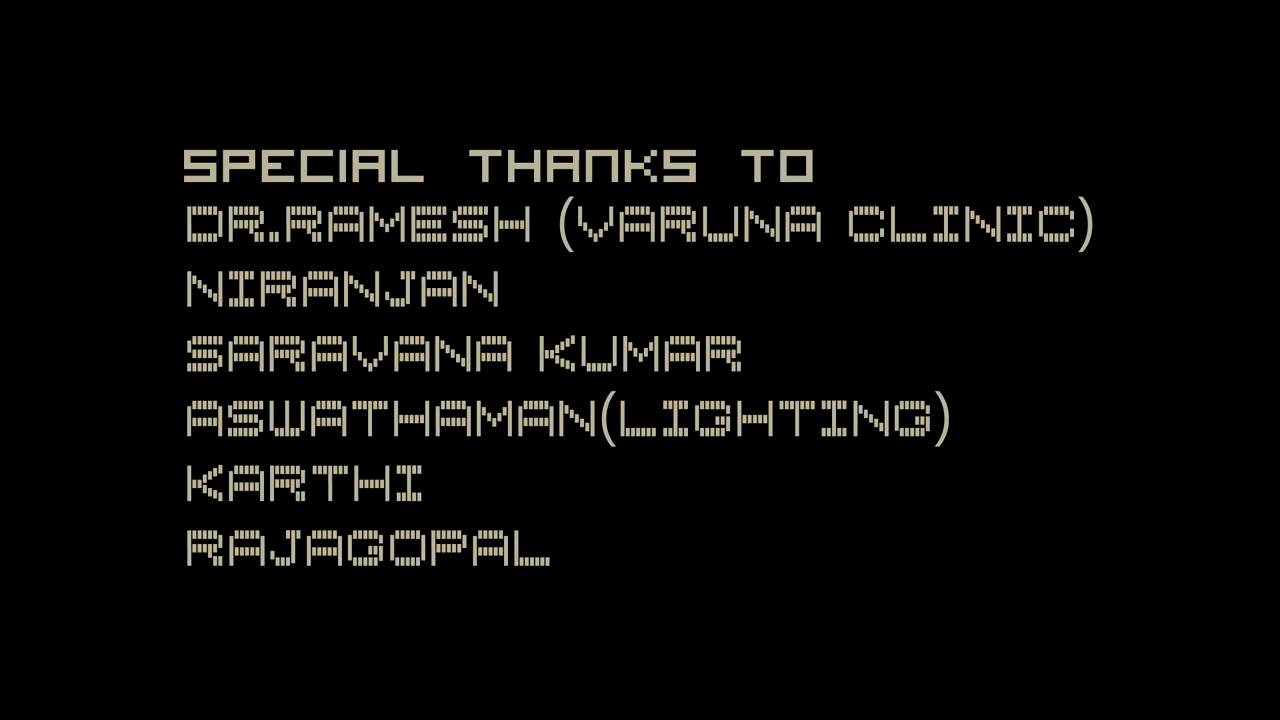 SPECIAL THANKS TO
DR.RAMESH (VARUNA CLINIC)
NIRANJAN
SARAVANA KUMAR
ASWATHAMAN(LIGHTING)
KARTHI
RAJAGOPAL